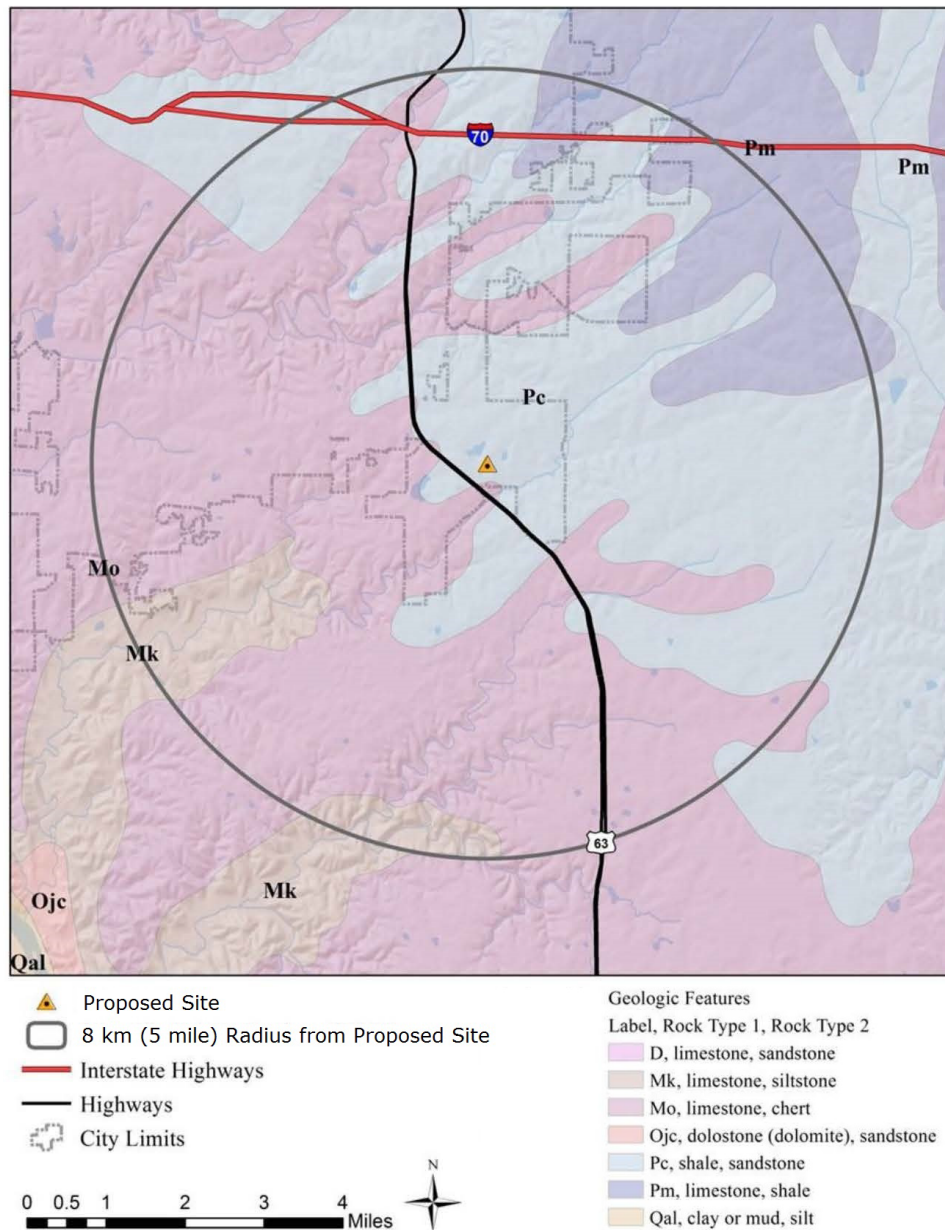 70
Pm
Pm
Pc
Mo
Mk
63
Ojc
Mk
Qal
Proposed Site
8 km (5 mile) Radius from Proposed Site
Interstate Highways
Highways
City Limits
0 0.5 1 2 3 4
Miles
N
Geologic Features
Label, Rock Type 1, Rock Type 2
D, limestone, sandstone
Mk, limestone, siltstone
Mo, limestone, chert
Ojc, dolostone (dolomite), sandstone
Pc, shale, sandstone
Pm, limestone, shale
Qal, clay or mud, silt